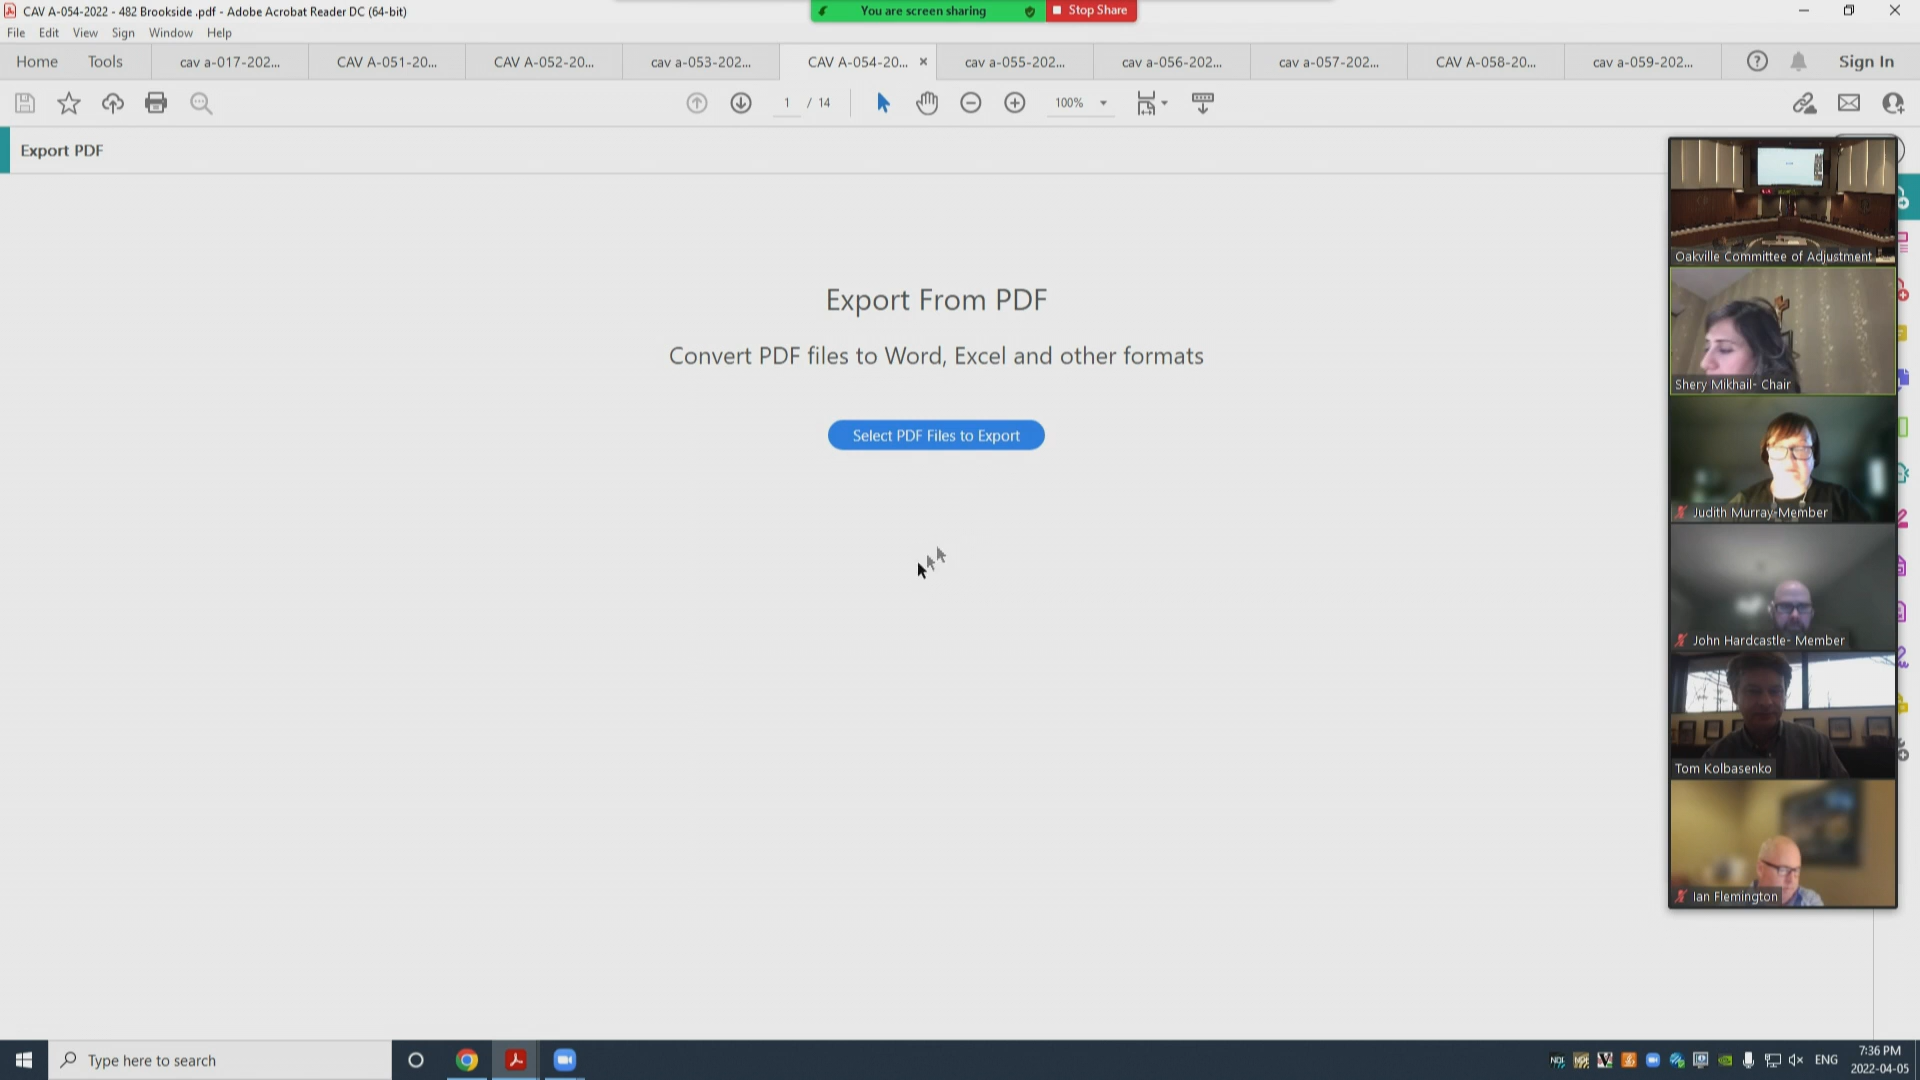 CAV A-054-2022 - 482 Brookside .pdf - Adobe Acrobat Reader DC (64-bit)
You are screen sharing
Stop Share
File Edit View Sign Window Help
Home Tools cav a-017-202... CAV A-051-20... CAV A-052-20... cav a-053-202... CAV A-054-20... × cav a-055-202... cav a-056-202... cav a-057-202... CAV A-058-20... cav a-059-202... Sign In
1 / 14 100%
Export PDF
Export From PDF
Convert PDF files to Word, Excel and other formats
Select PDF Files to Export
Oakville Committee of Adjustment
Shery Mikhail- Chair
Judith Murray-Member
John Hardcastle- Member
Tom Kolbasenko
Ian Flemington
Type here to search
ENG
7:36 PM
2022-04-05